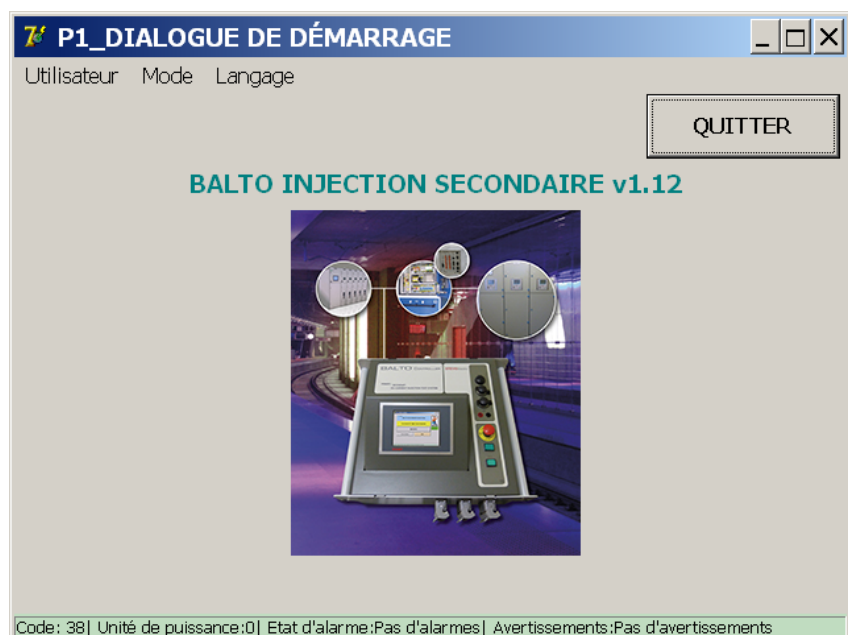 P1_DIALOGUE DE DÉMARRAGE
Utilisateur Mode Langage
QUITTER
BALTO INJECTION SECONDAIRE v1.12
BALTO
Code: 38| Unité de puissance:0| Etat d'alarme:Pas d'alarmes| Avertissements:Pas d'avertissements